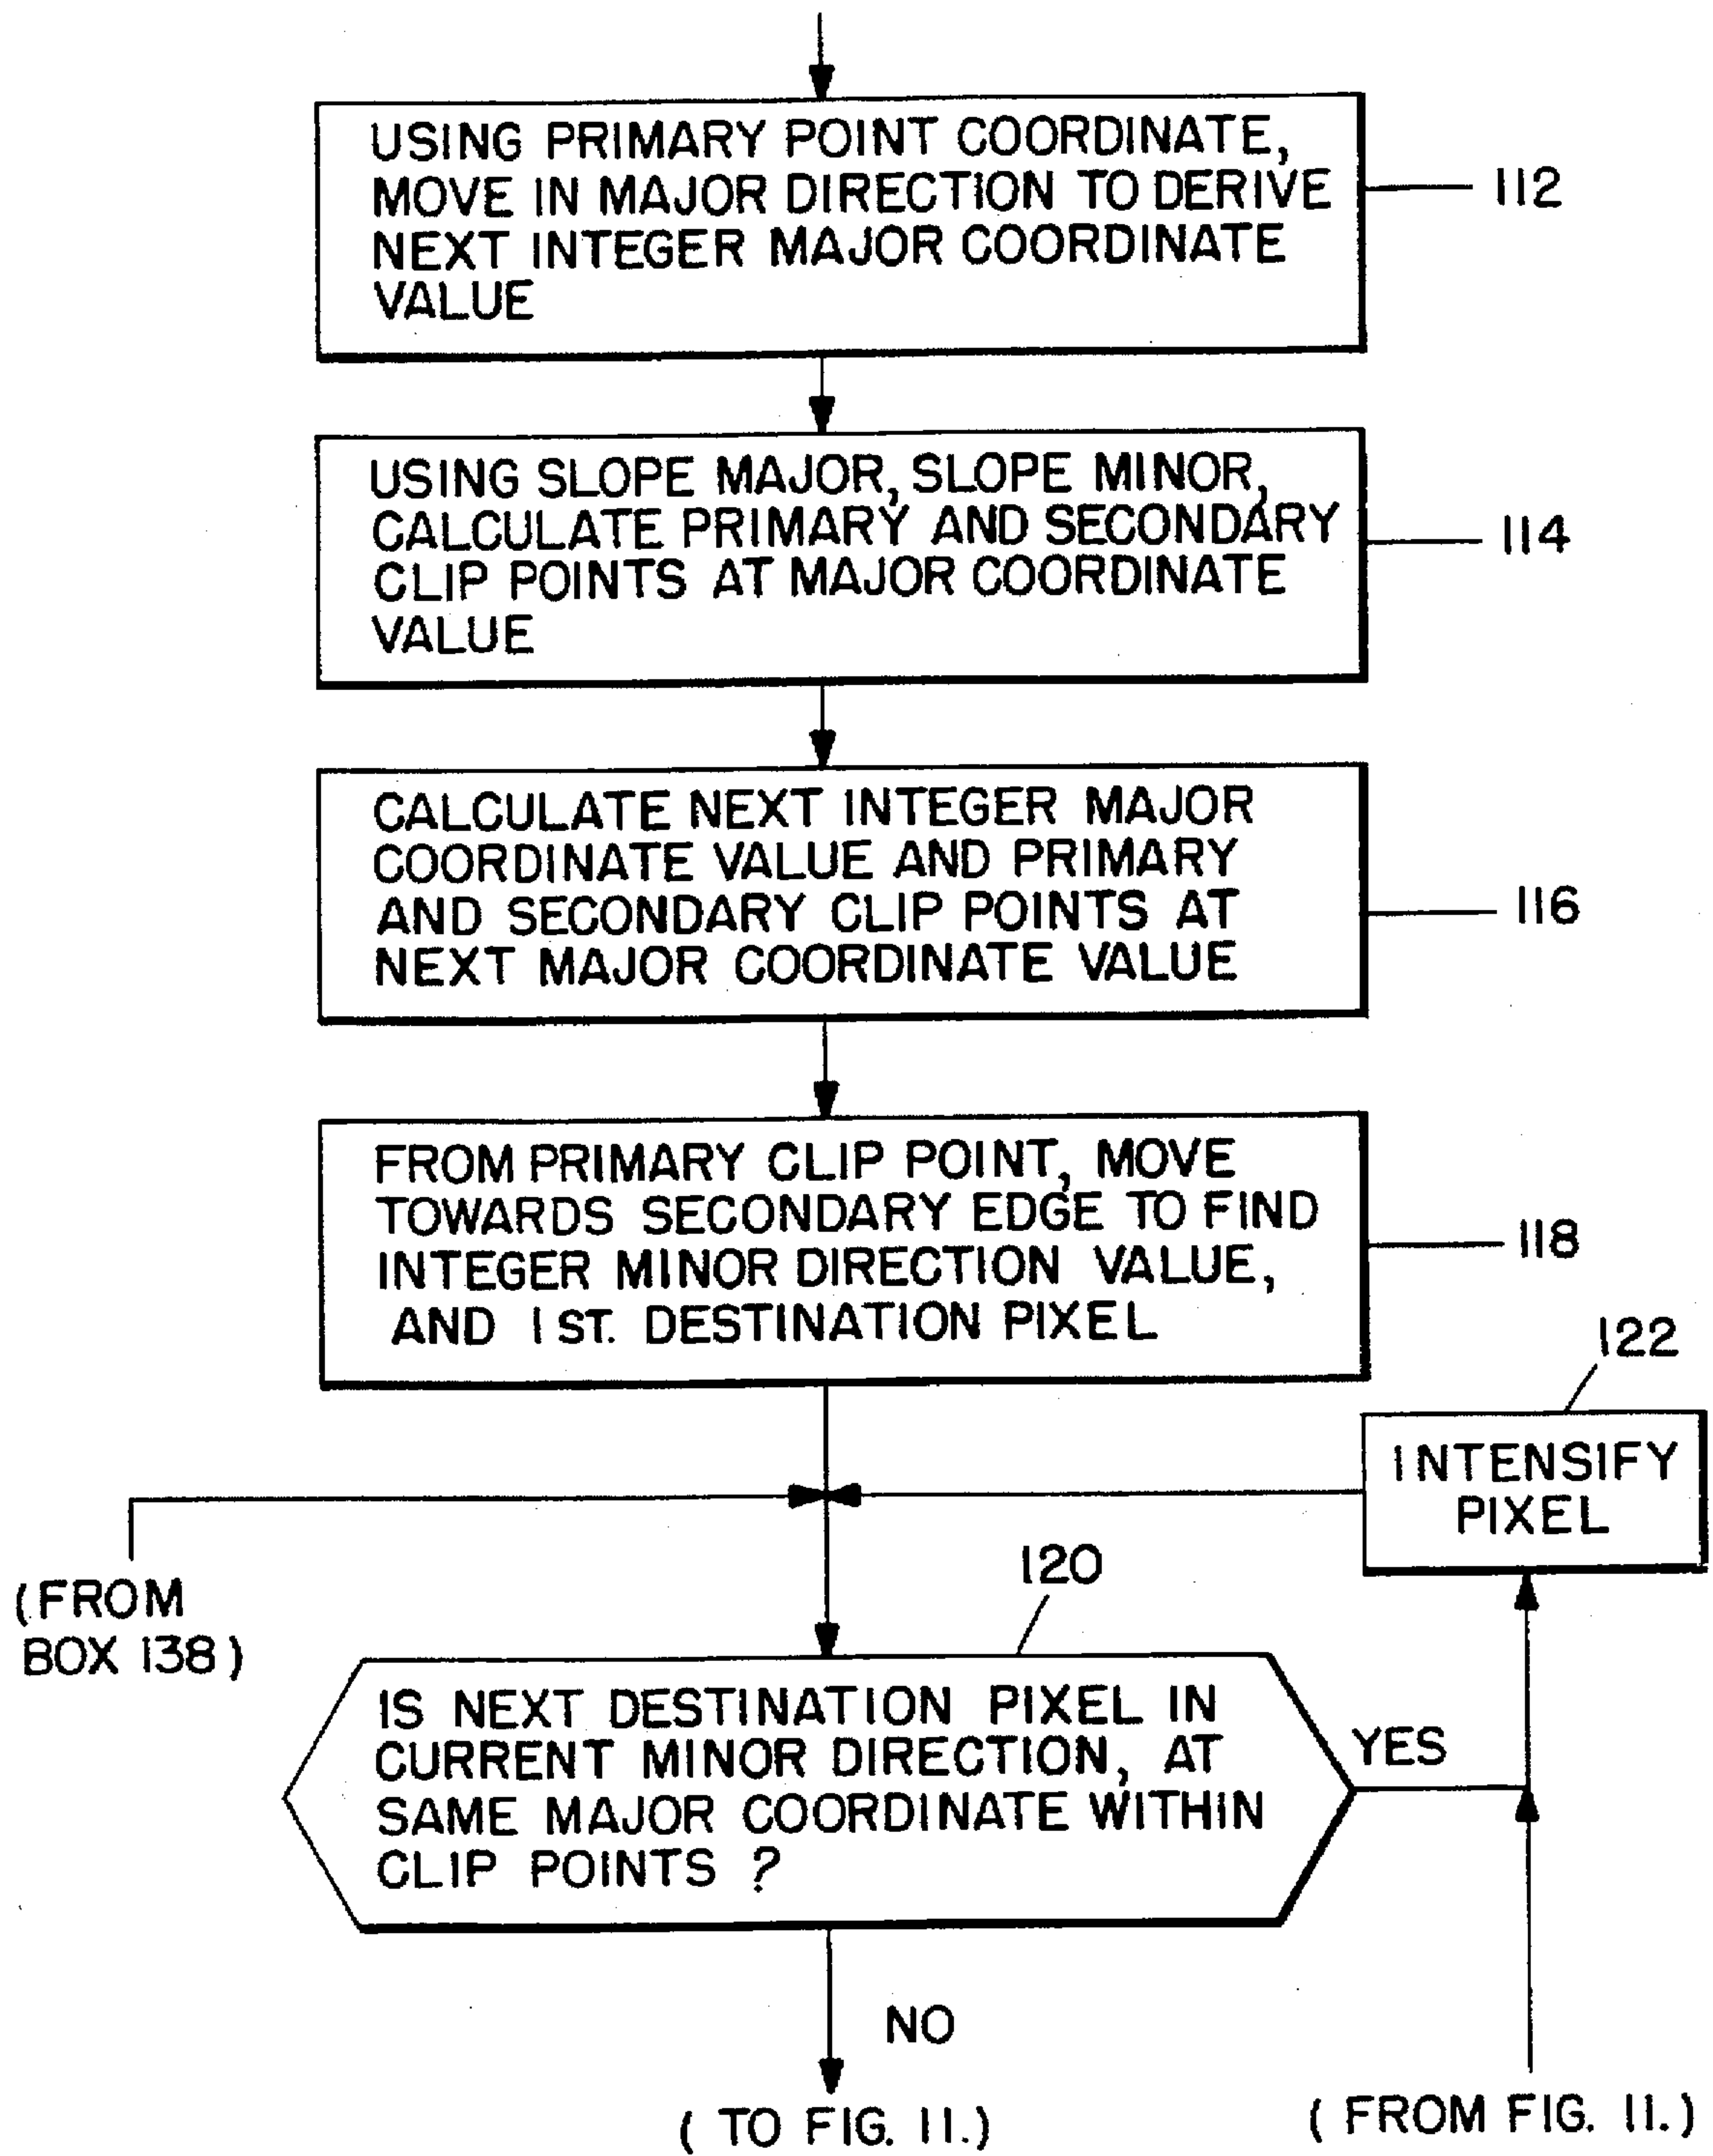 USING PRIMARY POINT COORDINATE,
MOVE IN MAJOR DIRECTION TO DERIVE
NEXT INTEGER MAJOR COORDINATE
VALUE
112
USING SLOPE MAJOR, SLOPE MINOR,
CALCULATE PRIMARY AND SECONDARY
CLIP POINTS AT MAJOR COORDINATE
VALUE
114
CALCULATE NEXT INTEGER MAJOR
COORDINATE VALUE AND PRIMARY
AND SECONDARY CLIP POINTS AT
NEXT MAJOR COORDINATE VALUE
116
FROM PRIMARY CLIP POINT, MOVE
TOWARDS SECONDARY EDGE TO FIND
INTEGER MINOR DIRECTION VALUE,
AND 1ST. DESTINATION PIXEL
118
122
INTENSIFY
PIXEL
(FROM
BOX 138)
120
IS NEXT DESTINATION PIXEL IN
CURRENT MINOR DIRECTION, AT
SAME MAJOR COORDINATE WITHIN
CLIP POINTS ?
YES
NO
( TO FIG. 11.)
( FROM FIG. 11.)